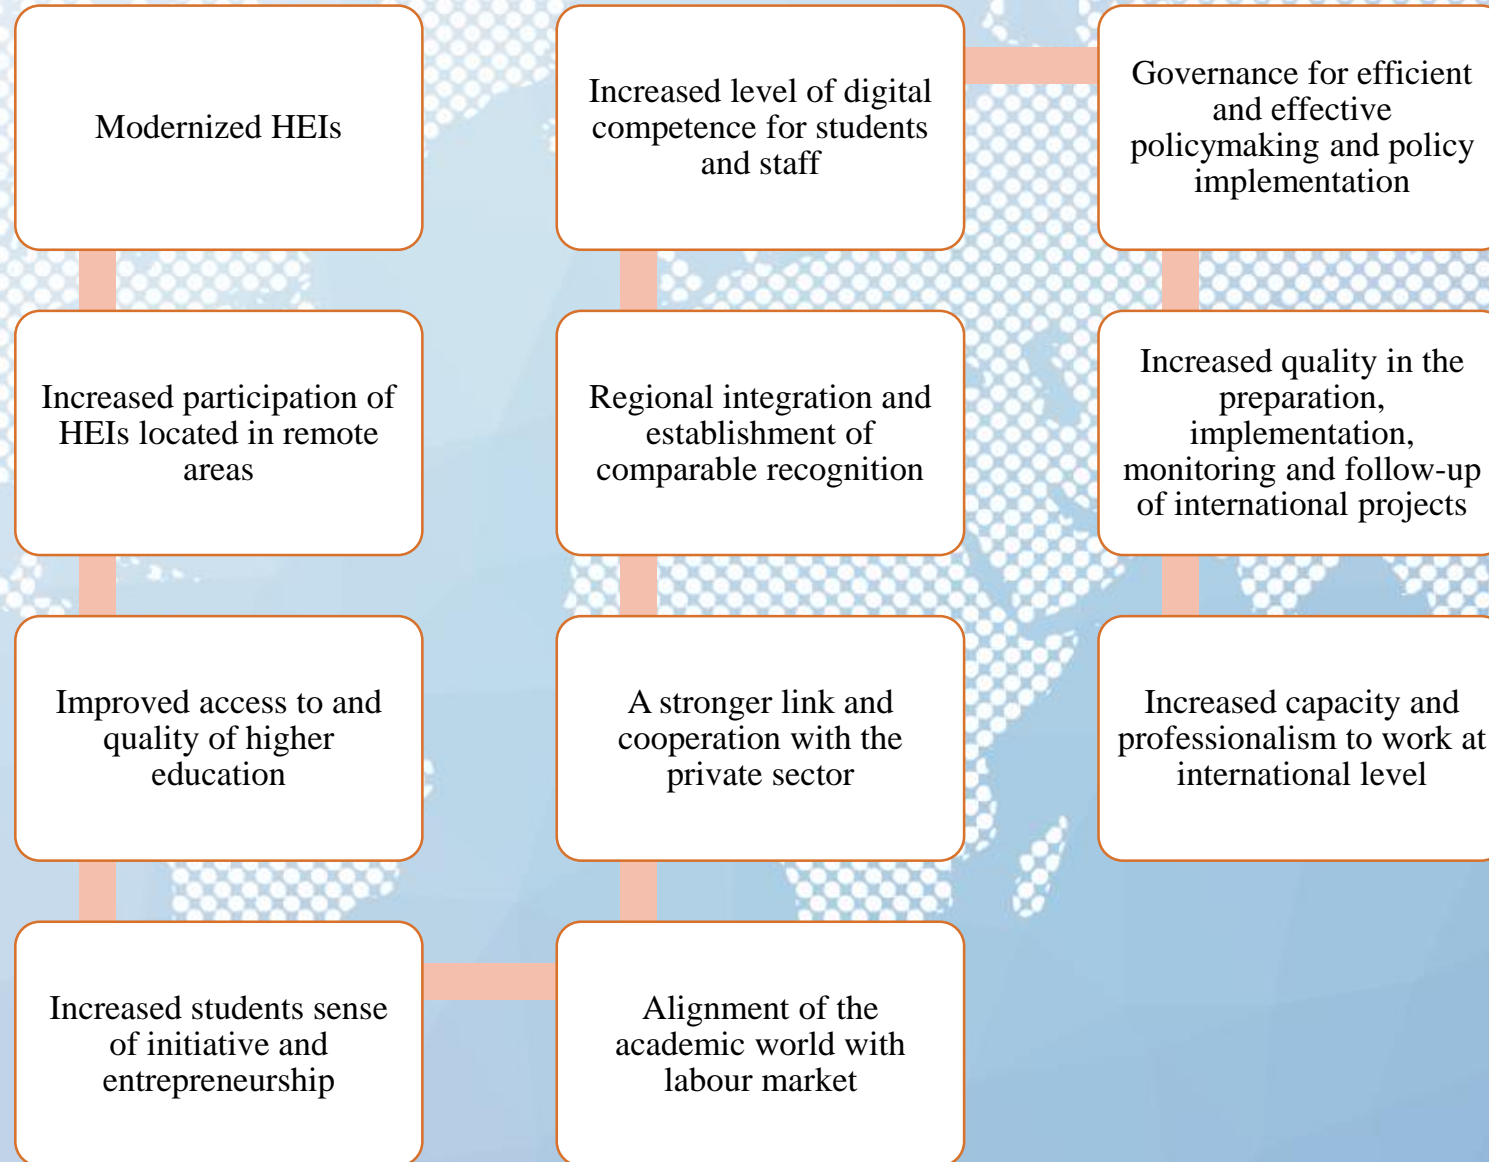 Modernized HEIs
Increased participation of
HEIs located in remote
areas
Improved access to and
quality of higher
education
Increased students sense
of initiative and
entrepreneurship
Alignment of the
academic world with
labour market
A stronger link and
cooperation with the
private sector
Regional integration and
establishment of
comparable recognition
Increased level of digital
competence for students
and staff
Governance for efficient
and effective
policymaking and policy
implementation
Increased quality in the
preparation,
implementation,
monitoring and follow-up
of international projects
Increased capacity and
professionalism to work at
international level